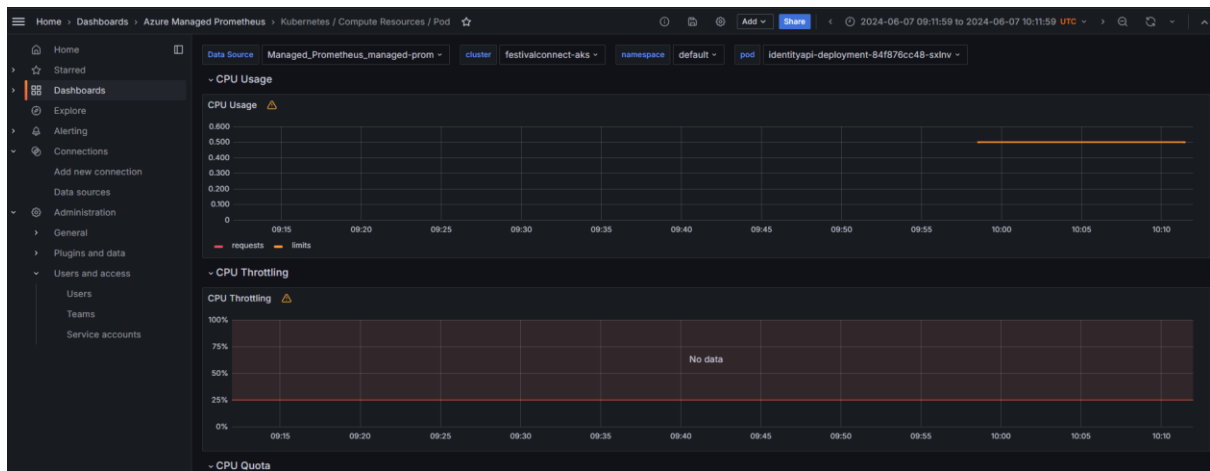 Home › Dashboards › Azure Managed Prometheus › Kubernetes / Compute Resources / Pod
Add
Share
2024-06-07 09:11:59 to 2024-06-07 10:11:59 UTC
Home
Starred
Dashboards
Explore
Alerting
Connections
Add new connection
Data sources
Administration
General
Plugins and data
Users and access
Users
Teams
Service accounts
Data Source Managed_Prometheus_managed-prom cluster festivalconnect-aks namespace default pod identityapi-deployment-84f876cc48-sxlnv
CPU Usage
CPU Usage
0.600
0.500
0.400
0.300
0.200
0.100
0
09:15 09:20 09:25 09:30 09:35 09:40 09:45 09:50 09:55 10:00 10:05 10:10
requests limits
CPU Throttling
CPU Throttling
100%
75%
No data
50%
25%
0%
09:15 09:20 09:25 09:30 09:35 09:40 09:45 09:50 09:55 10:00 10:05 10:10
CPU Quota